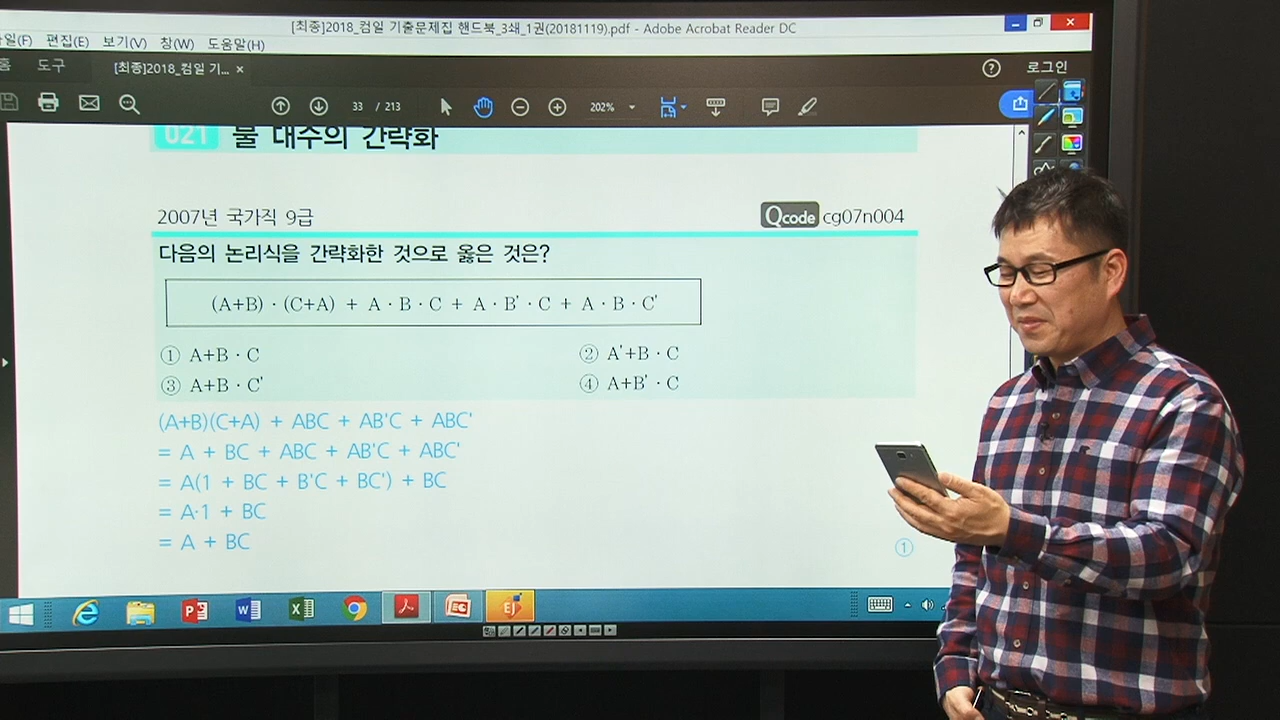 [최종]2018_컴일 기출문제집 핸드북_3쇄_1권(20181119).pdf - Adobe Acrobat Reader DC
편집(E) 보기(V) 창(W) 도움말(H)
홈 도구 [최종]2018_컴일 기... × ? 로그인
33 / 213 202%
021 불 대수의 간략화
2007년 국가직 9급 Qcode cg07n004
다음의 논리식을 간략화한 것으로 옳은 것은?
(A+B) · (C+A) + A · B · C + A · B' · C + A · B · C'
① A+B · C ② A'+B · C
③ A+B · C' ④ A+B' · C
(A+B)(C+A) + ABC + AB'C + ABC'
= A + BC + ABC + AB'C + ABC'
= A(1 + BC + B'C + BC') + BC
= A·1 + BC
= A + BC
①